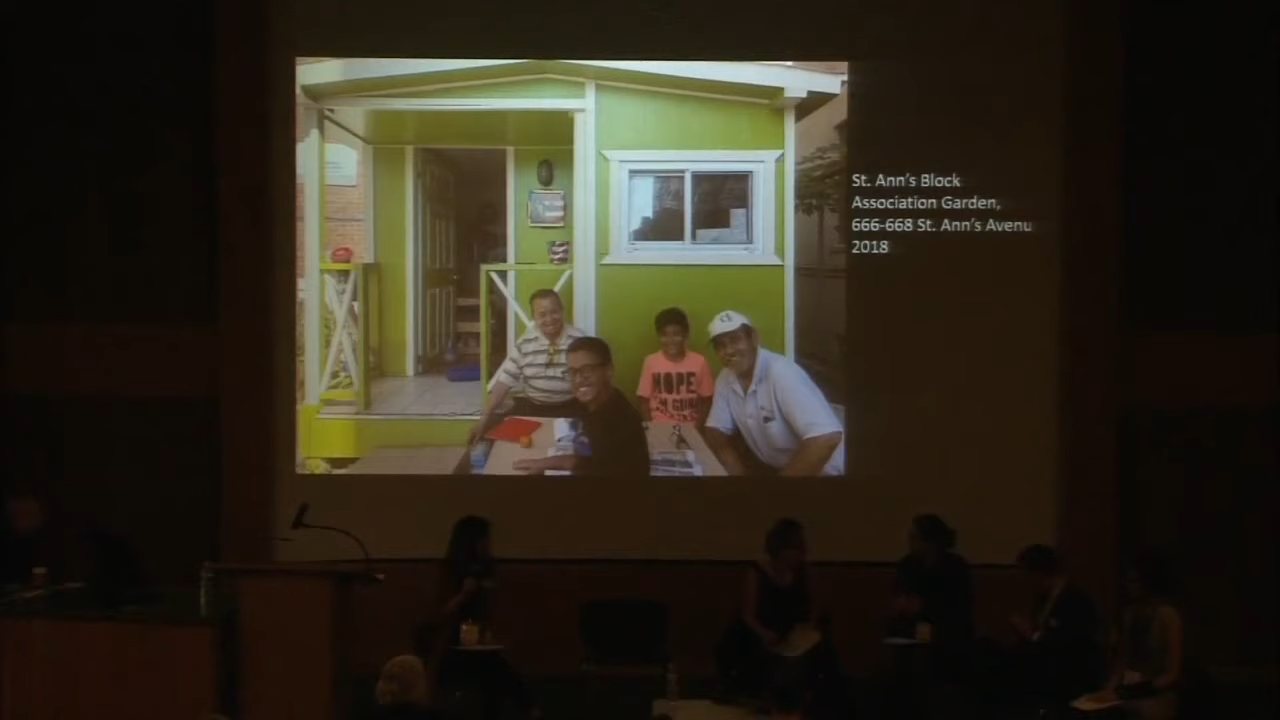 St. Ann's Block
Association Garden,
666-668 St. Ann's Avenu
2018
HOPE